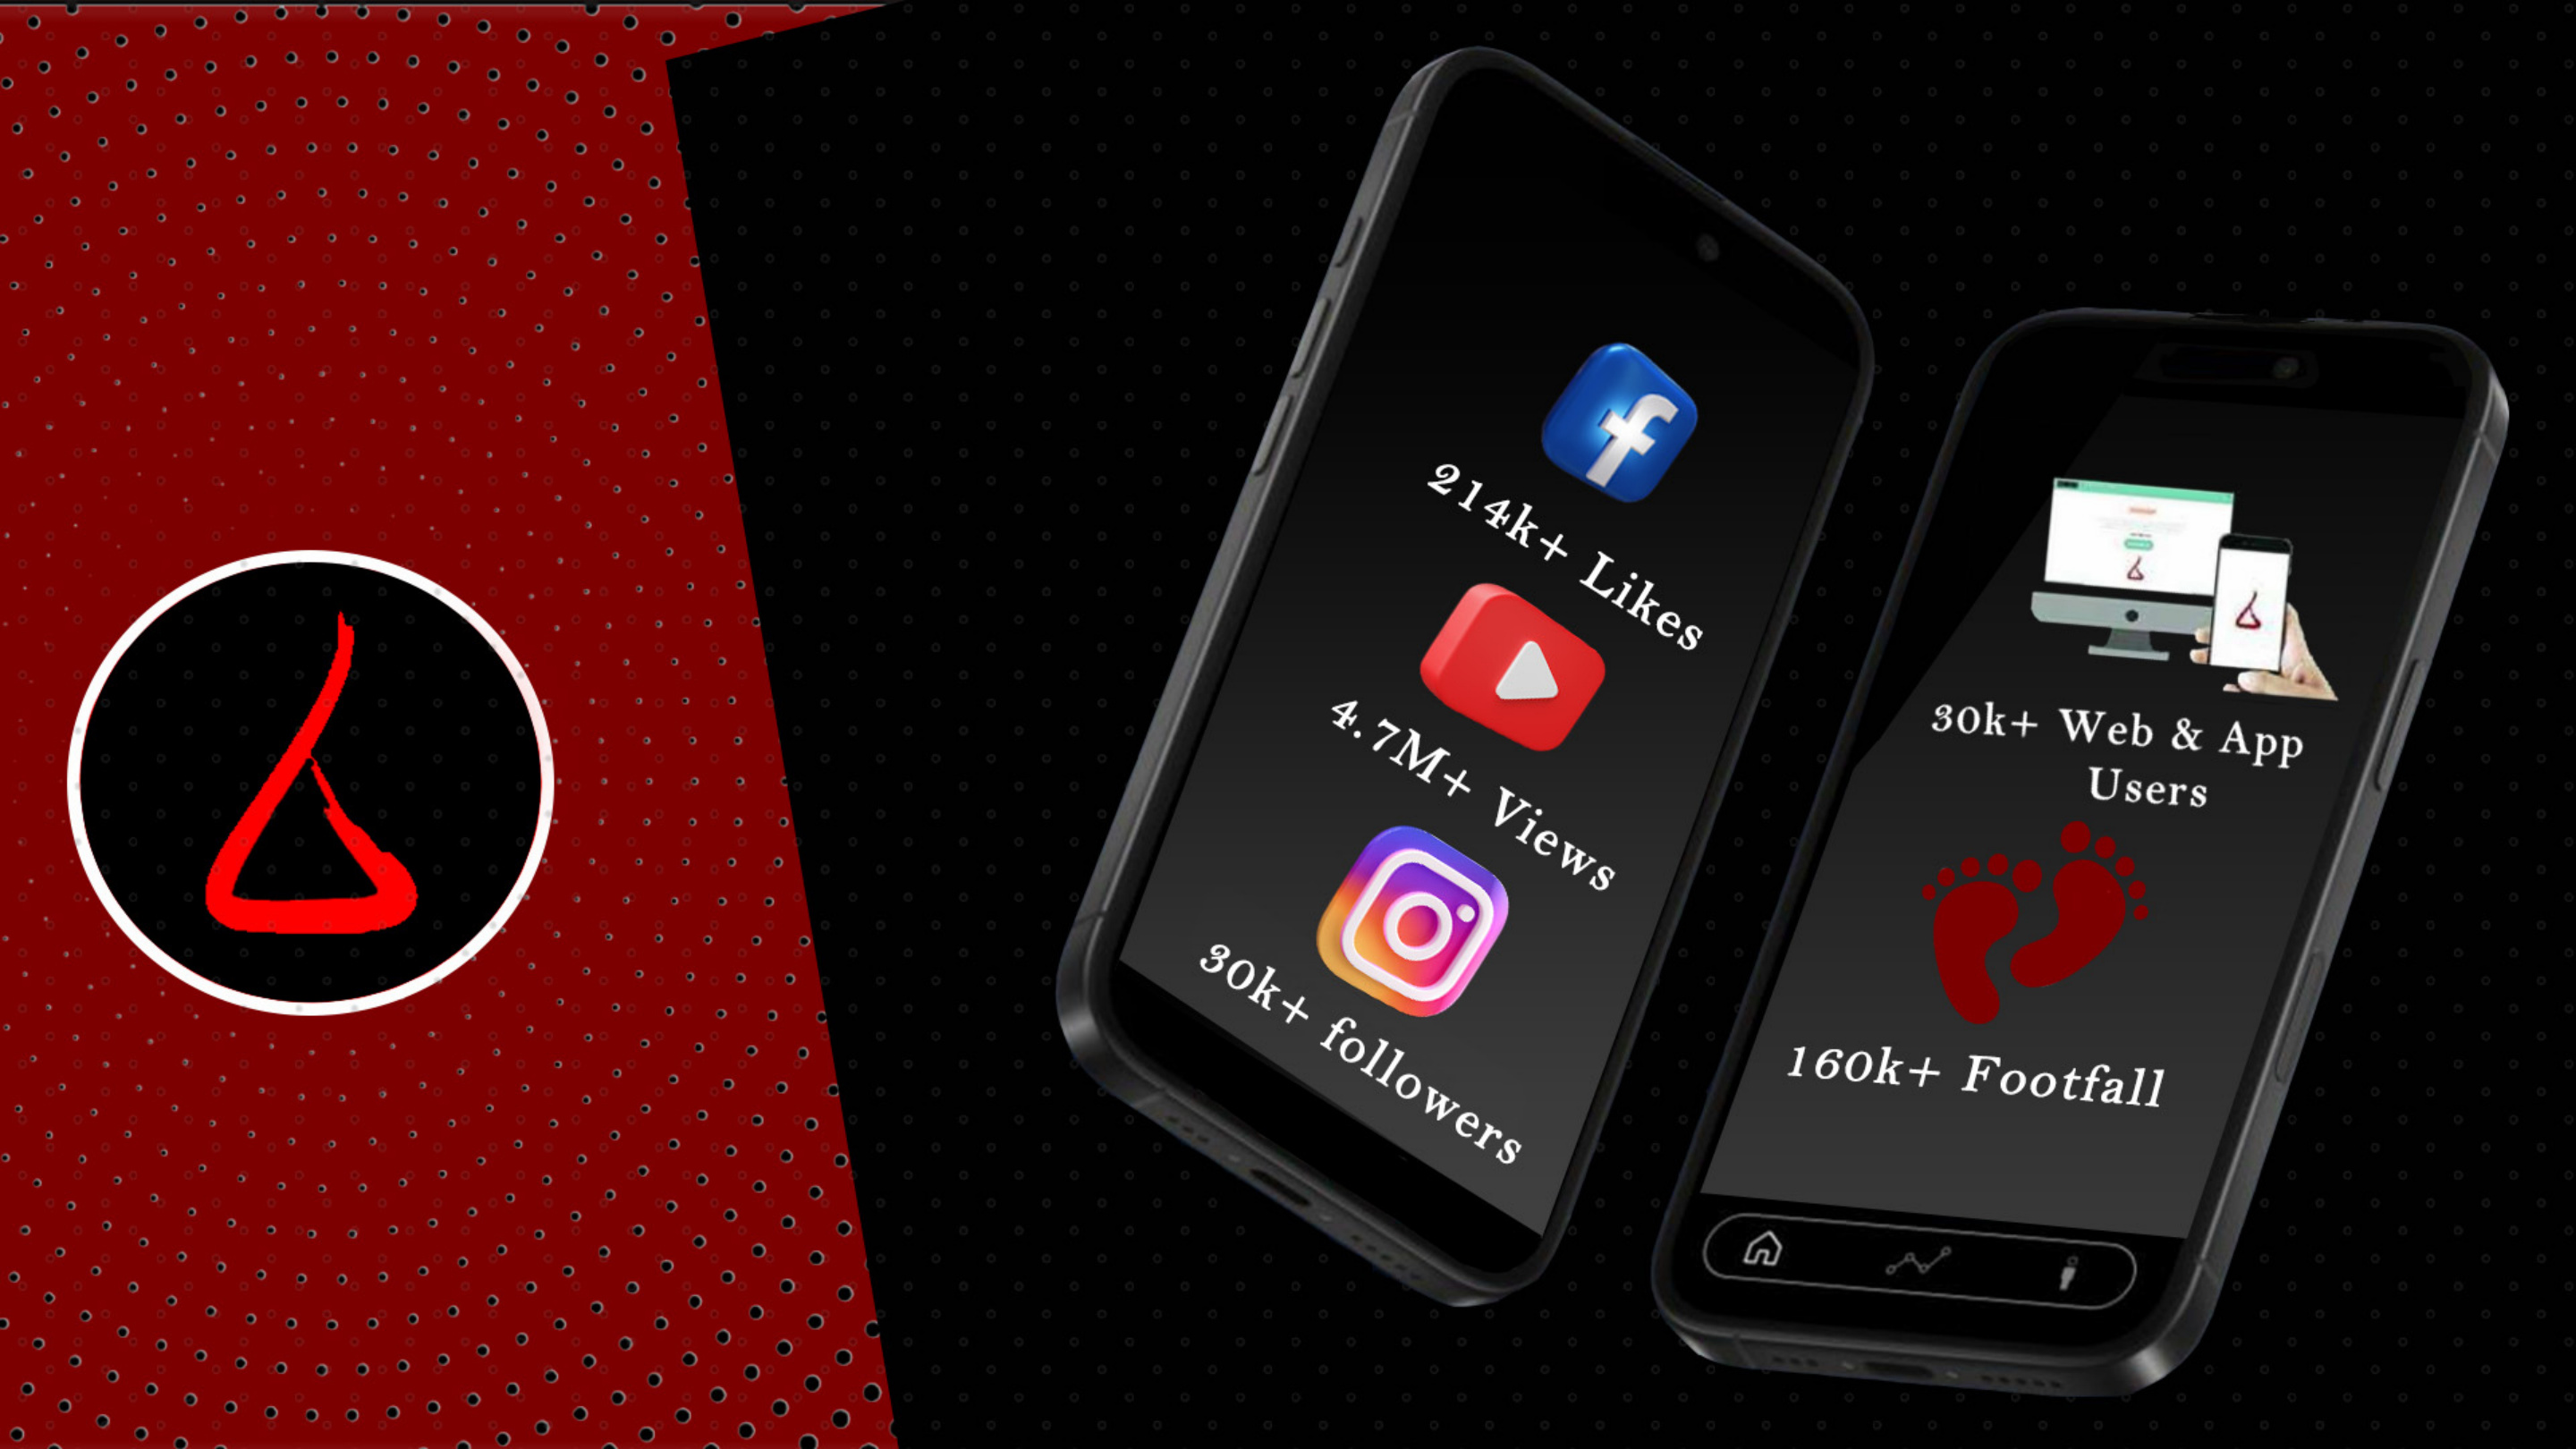 214k+ Likes
4.7M+ Views
30k+ followers
30k+ Web & App
Users
160k+ Footfall